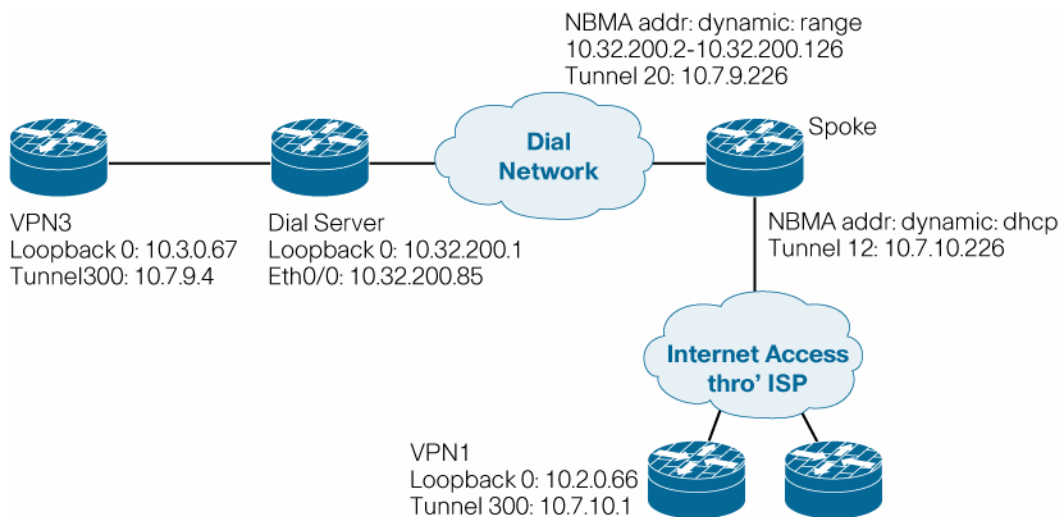 NBMA addr: dynamic: range
10.32.200.2-10.32.200.126
Tunnel 20: 10.7.9.226
Dial
Network
Spoke
VPN3
Loopback 0: 10.3.0.67
Tunnel300: 10.7.9.4
Dial Server
Loopback 0: 10.32.200.1
Eth0/0: 10.32.200.85
NBMA addr: dynamic: dhcp
Tunnel 12: 10.7.10.226
Internet Access
thro' ISP
VPN1
Loopback 0: 10.2.0.66
Tunnel 300: 10.7.10.1